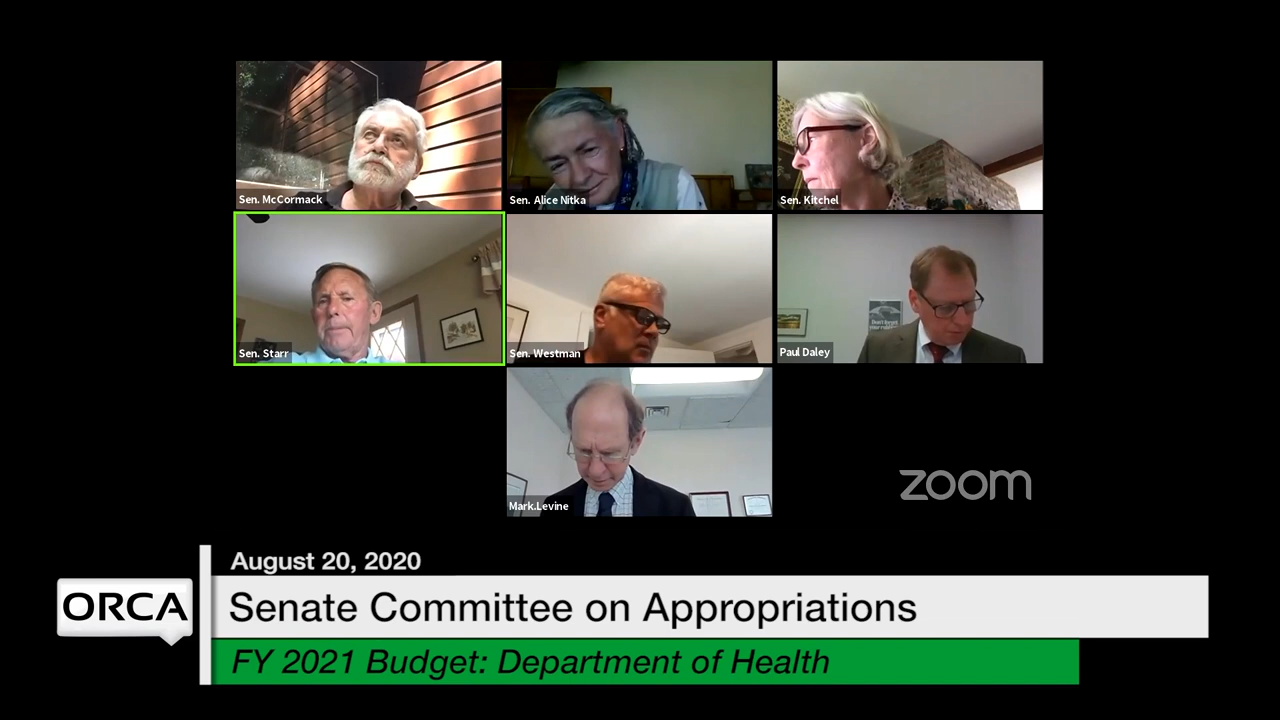 Sen. McCormack
Sen. Alice Nitka
Sen. Kitchel
Sen. Starr
Sen. Westman
Paul Daley
Mark.Levine
zoom
August 20, 2020
ORCA
Senate Committee on Appropriations
FY 2021 Budget: Department of Health